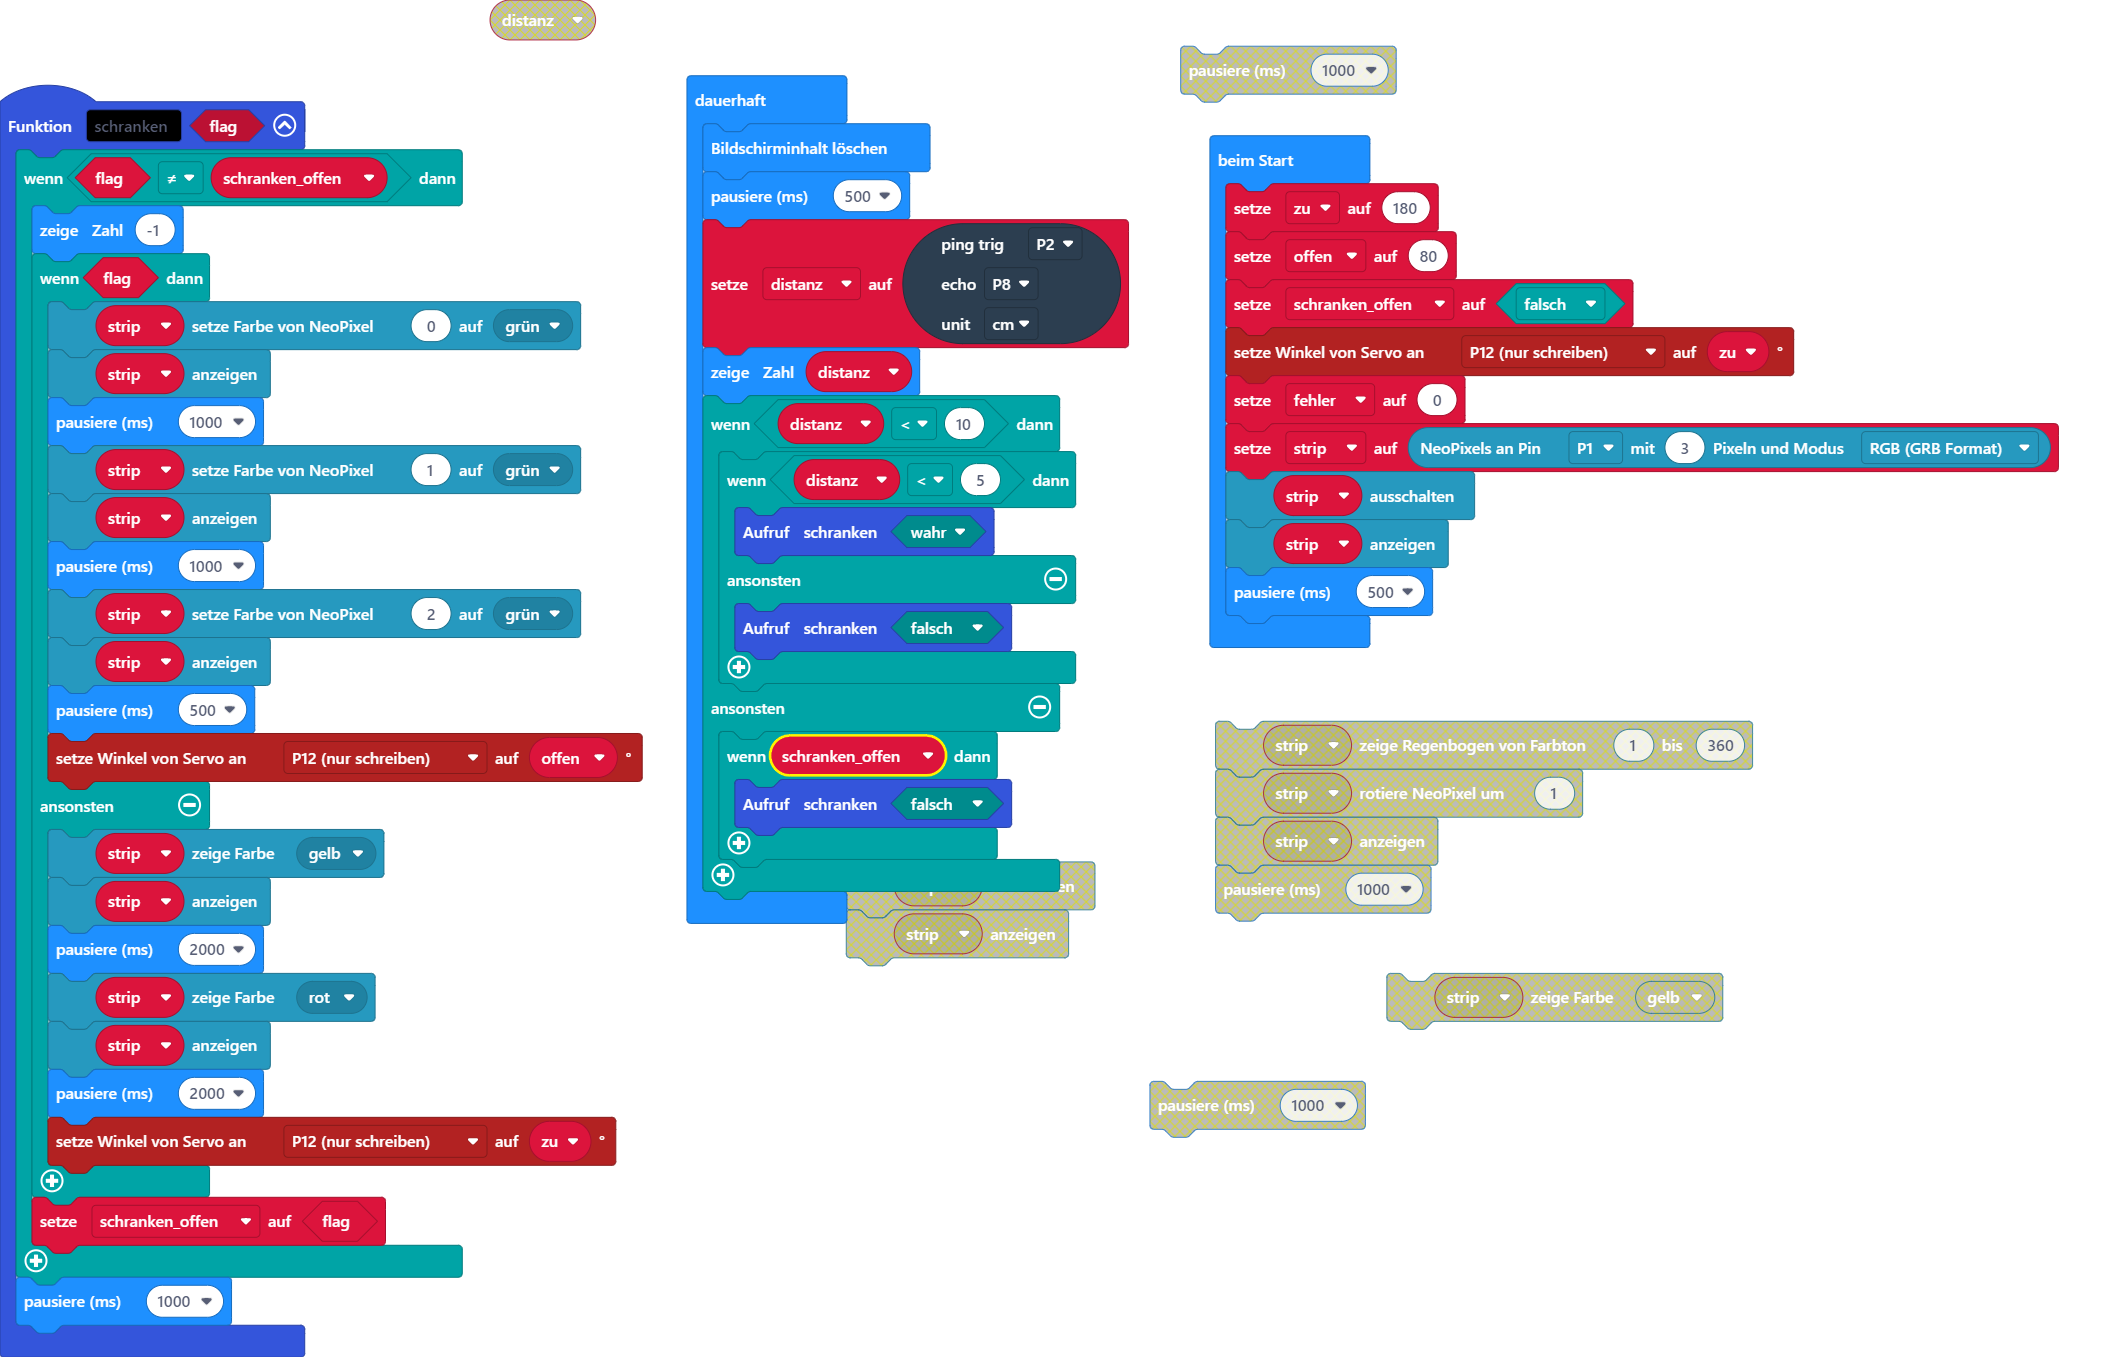 distanz
Funktion schranken flag
wenn flag ≠ schranken_offen dann
zeige Zahl -1
wenn flag dann
strip setze Farbe von NeoPixel 0 auf grün
strip anzeigen
pausiere (ms) 1000
strip setze Farbe von NeoPixel 1 auf grün
strip anzeigen
pausiere (ms) 1000
strip setze Farbe von NeoPixel 2 auf grün
strip anzeigen
pausiere (ms) 500
setze Winkel von Servo an P12 (nur schreiben) auf offen °
ansonsten
strip zeige Farbe gelb
strip anzeigen
pausiere (ms) 2000
strip zeige Farbe rot
strip anzeigen
pausiere (ms) 2000
setze Winkel von Servo an P12 (nur schreiben) auf zu °
setze schranken_offen auf flag
pausiere (ms) 1000
dauerhaft
Bildschirminhalt löschen
pausiere (ms) 500
setze distanz auf ping trig P2
echo P8
unit cm
zeige Zahl distanz
wenn distanz < 10 dann
wenn distanz < 5 dann
Aufruf schranken wahr
ansonsten
Aufruf schranken falsch
ansonsten
wenn schranken_offen dann
Aufruf schranken falsch
strip anzeigen
pausiere (ms) 1000
beim Start
setze zu auf 180
setze offen auf 80
setze schranken_offen auf falsch
setze Winkel von Servo an P12 (nur schreiben) auf zu °
setze fehler auf 0
setze strip auf NeoPixels an Pin P1 mit 3 Pixeln und Modus RGB (GRB Format)
strip ausschalten
strip anzeigen
pausiere (ms) 500
strip zeige Regenbogen von Farbton 1 bis 360
strip rotiere NeoPixel um 1
strip anzeigen
pausiere (ms) 1000
strip zeige Farbe gelb
pausiere (ms) 1000